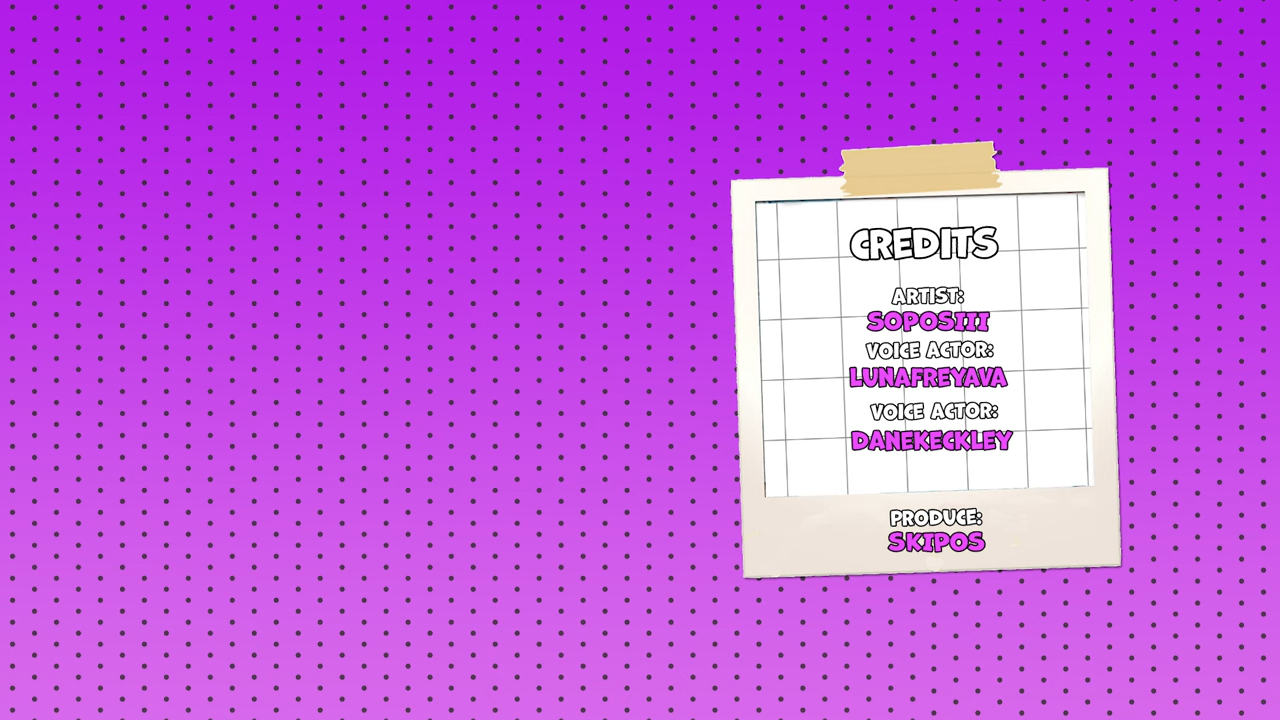 CREDITS
ARTIST:
SOPOSIII
VOICE ACTOR:
LUNAFREYAVA
VOICE ACTOR:
DANEKECKLEY
PRODUCE:
SKIPOS